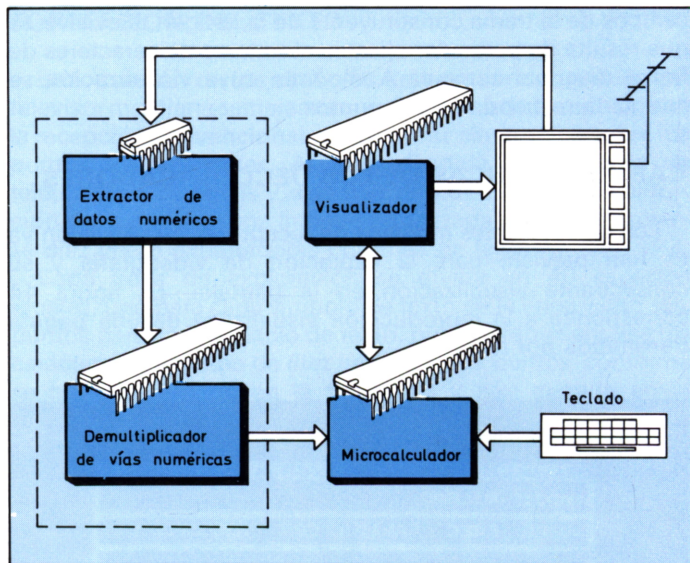 Extractor de
datos numéricos
Visualizador
Teclado
Demultiplicador
de vías numéricas
Microcalculador